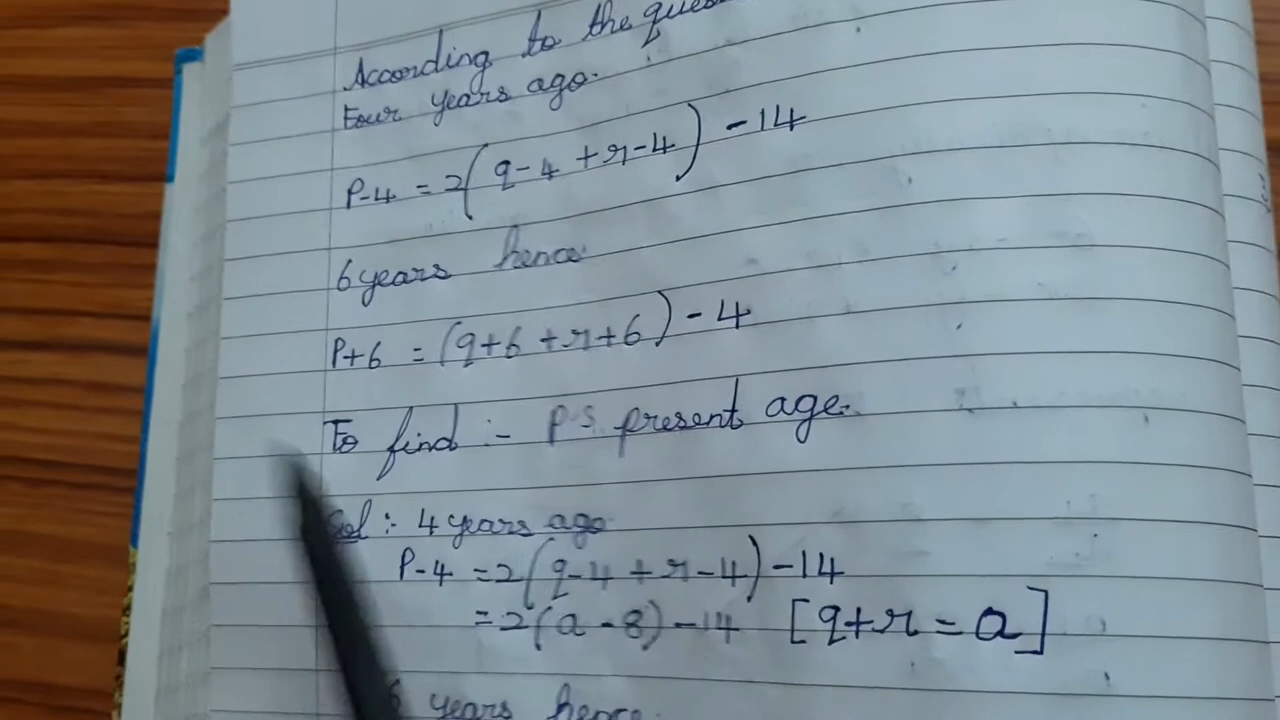 According to the
Four years ago.
P-4 = 2(q-4+r-4) -14
6 years hence
P+6 = (q+6+r+6) -4
To find :- P's present age.
Sol :- 4 years ago
P-4 = 2(q-4+r-4) -14
= 2(a-8) -14 [q+r=a]
6 years hence.